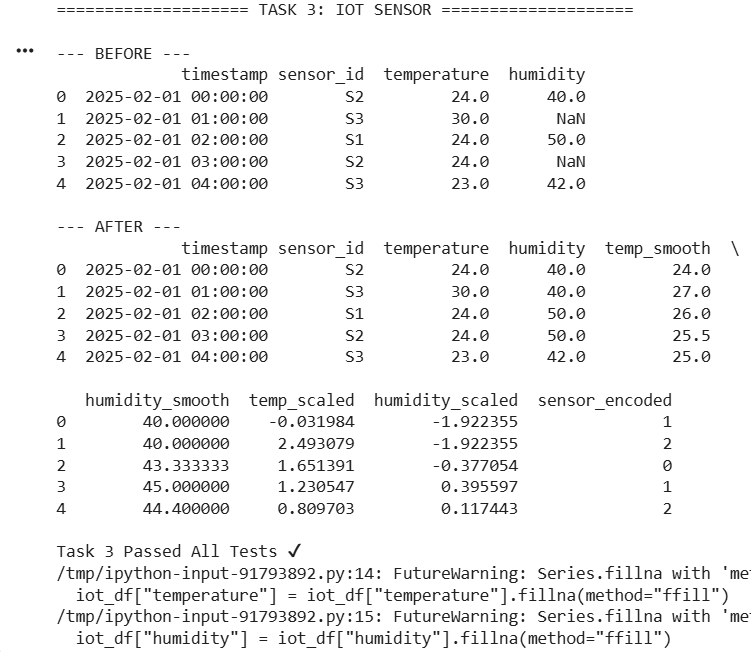 ==================== TASK 3: IOT SENSOR ====================
--- BEFORE ---
timestamp sensor_id temperature humidity
0 2025-02-01 00:00:00 S2 24.0 40.0
1 2025-02-01 01:00:00 S3 30.0 NaN
2 2025-02-01 02:00:00 S1 24.0 50.0
3 2025-02-01 03:00:00 S2 24.0 NaN
4 2025-02-01 04:00:00 S3 23.0 42.0
--- AFTER ---
timestamp sensor_id temperature humidity temp_smooth \
0 2025-02-01 00:00:00 S2 24.0 40.0 24.0
1 2025-02-01 01:00:00 S3 30.0 40.0 27.0
2 2025-02-01 02:00:00 S1 24.0 50.0 26.0
3 2025-02-01 03:00:00 S2 24.0 50.0 25.5
4 2025-02-01 04:00:00 S3 23.0 42.0 25.0
humidity_smooth temp_scaled humidity_scaled sensor_encoded
0 40.000000 -0.031984 -1.922355 1
1 40.000000 2.493079 -1.922355 2
2 43.333333 1.651391 -0.377054 0
3 45.000000 1.230547 0.395597 1
4 44.400000 0.809703 0.117443 2
Task 3 Passed All Tests ✓
/tmp/ipython-input-91793892.py:14: FutureWarning: Series.fillna with 'me
iot_df["temperature"] = iot_df["temperature"].fillna(method="ffill")
/tmp/ipython-input-91793892.py:15: FutureWarning: Series.fillna with 'me
iot_df["humidity"] = iot_df["humidity"].fillna(method="ffill")